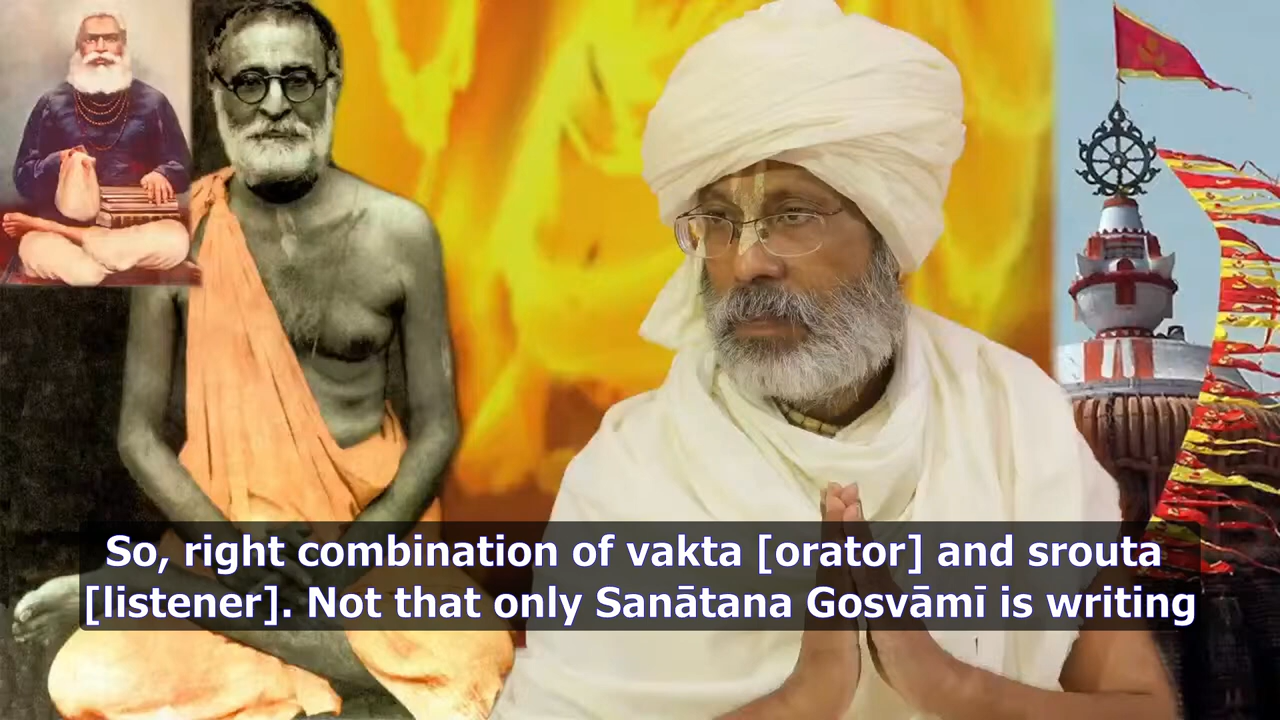 So, right combination of vakta [orator] and srouta
[listener]. Not that only Sanātana Gosvāmī is writing